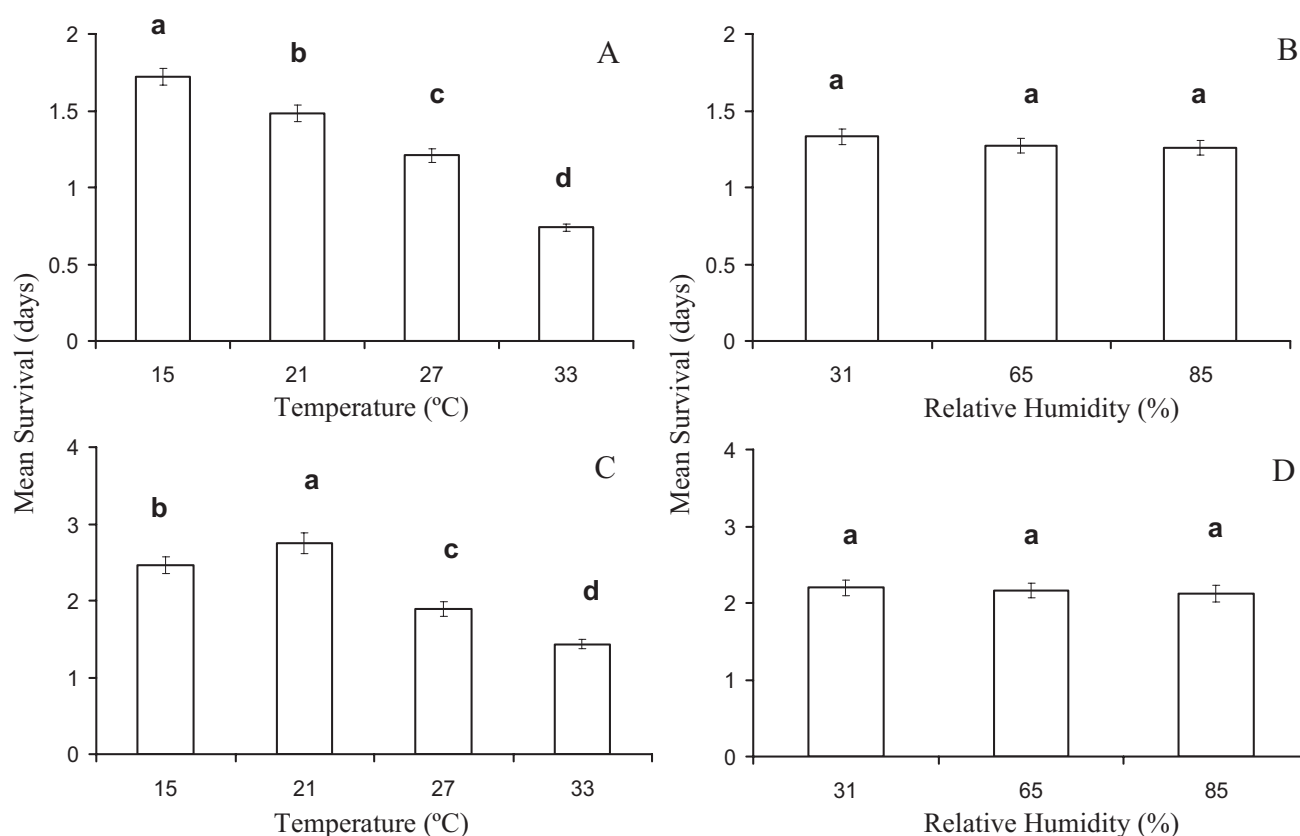 A
a
b
c
d
2
1.5
1
0.5
0
15 21 27 33
Temperature (ºC)
B
a a a
2
1.5
1
0.5
0
31 65 85
Relative Humidity (%)
Mean Survival (days)
Mean Survival (days)
C
b
a
c
d
4
3
2
1
0
15 21 27 33
Temperature (ºC)
D
a a a
4
3
2
1
0
31 65 85
Relative Humidity (%)